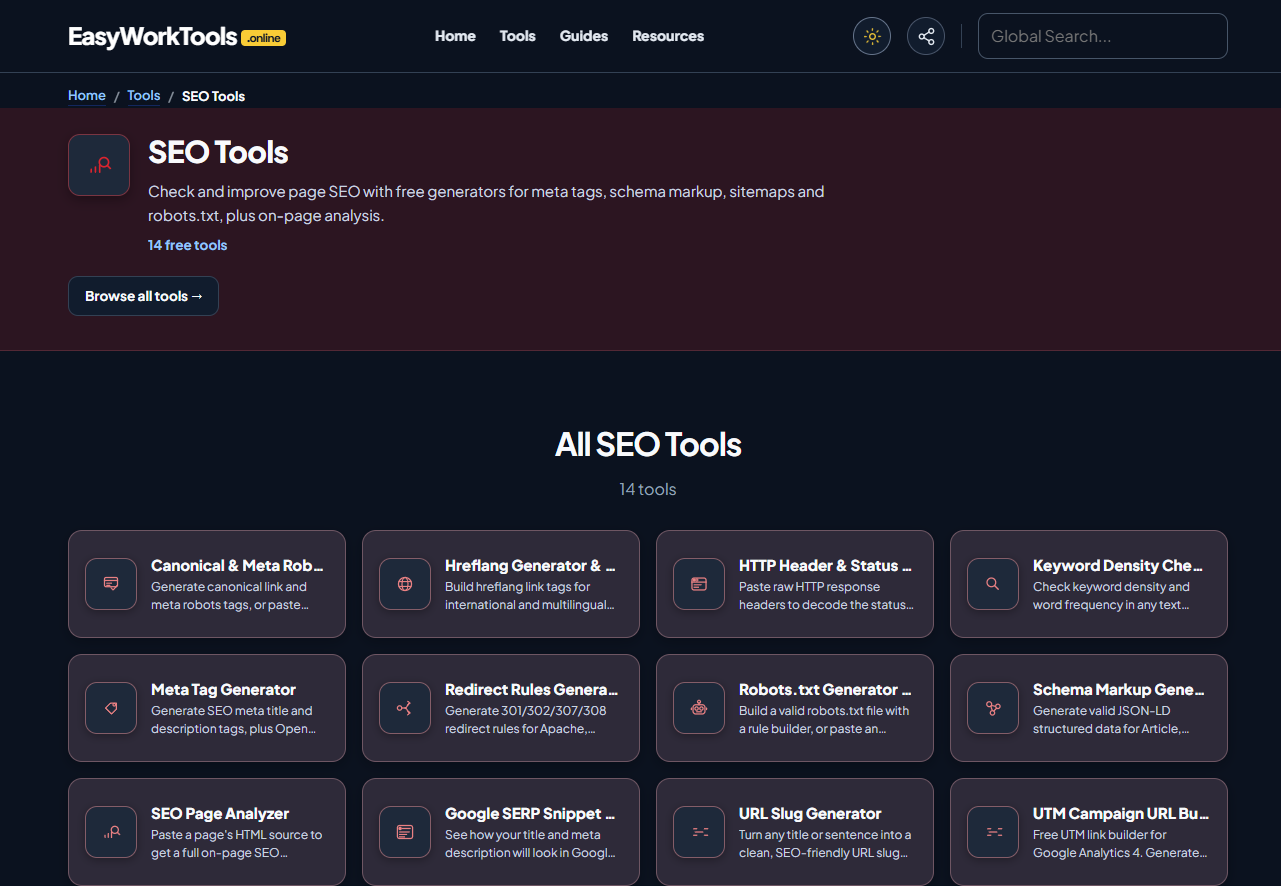 EasyWorkTools .online
Home Tools Guides Resources
Global Search...
Home / Tools / SEO Tools
SEO Tools
Check and improve page SEO with free generators for meta tags, schema markup, sitemaps and
robots.txt, plus on-page analysis.
14 free tools
Browse all tools →
All SEO Tools
14 tools
Canonical & Meta Rob...
Generate canonical link and
meta robots tags, or paste...
Hreflang Generator & ...
Build hreflang link tags for
international and multilingual...
HTTP Header & Status ...
Paste raw HTTP response
headers to decode the status...
Keyword Density Che...
Check keyword density and
word frequency in any text...
Meta Tag Generator
Generate SEO meta title and
description tags, plus Open...
Redirect Rules Genera...
Generate 301/302/307/308
redirect rules for Apache,...
Robots.txt Generator ...
Build a valid robots.txt file with
a rule builder, or paste an...
Schema Markup Gene...
Generate valid JSON-LD
structured data for Article,...
SEO Page Analyzer
Paste a page's HTML source to
get a full on-page SEO...
Google SERP Snippet ...
See how your title and meta
description will look in Googl...
URL Slug Generator
Turn any title or sentence into a
clean, SEO-friendly URL slug...
UTM Campaign URL Bu...
Free UTM link builder for
Google Analytics 4. Generate...